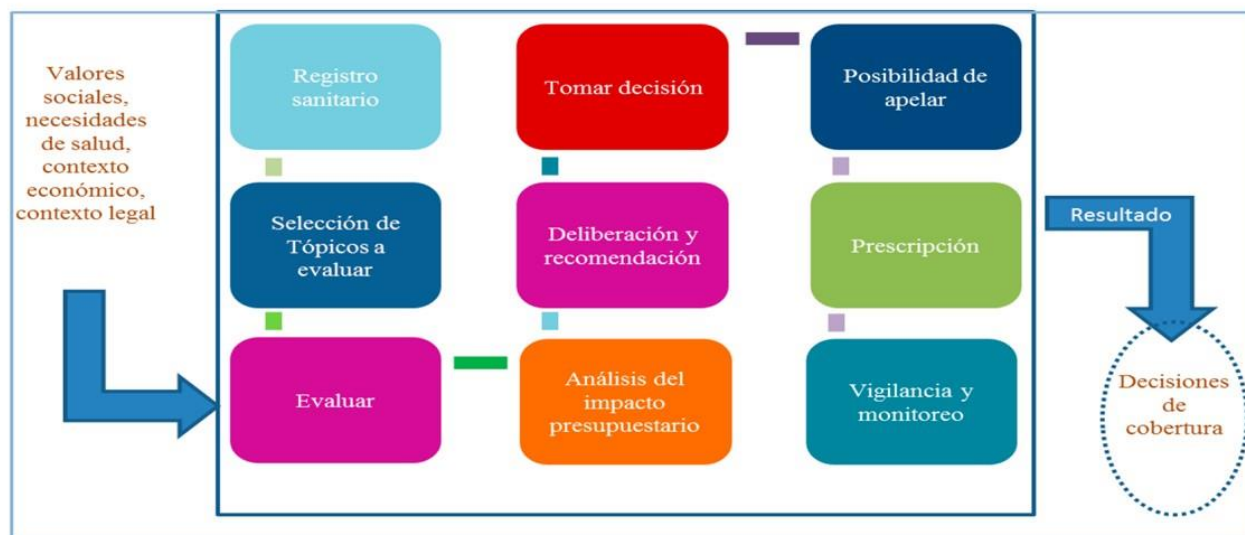 Valores
sociales,
necesidades
de salud,
contexto
económico,
contexto legal
Registro
sanitario
Selección de
Tópicos a
evaluar
Evaluar
Análisis del
impacto
presupuestario
Deliberación y
recomendación
Tomar decisión
Posibilidad de
apelar
Prescripción
Vigilancia y
monitoreo
Resultado
Decisiones
de
cobertura